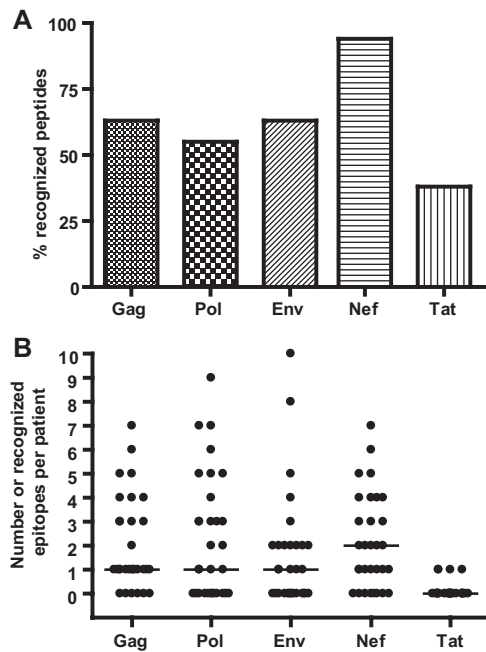 A
% recognized peptides
100
75
50
25
0
Gag Pol Env Nef Tat
B
Number or recognized
epitopes per patient
10
9
8
7
6
5
4
3
2
1
0
Gag Pol Env Nef Tat